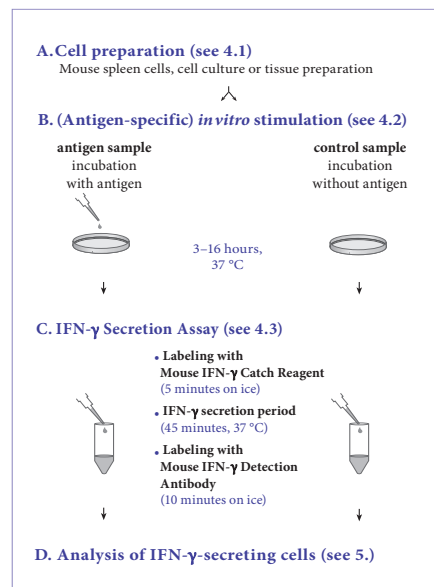 A. Cell preparation (see 4.1)
Mouse spleen cells, cell culture or tissue preparation
B. (Antigen-specific) in vitro stimulation (see 4.2)
antigen sample
incubation
with antigen
control sample
incubation
without antigen
3–16 hours,
37 °C
C. IFN-γ Secretion Assay (see 4.3)
• Labeling with
Mouse IFN-γ Catch Reagent
(5 minutes on ice)
• IFN-γ secretion period
(45 minutes, 37 °C)
• Labeling with
Mouse IFN-γ Detection
Antibody
(10 minutes on ice)
D. Analysis of IFN-γ-secreting cells (see 5.)